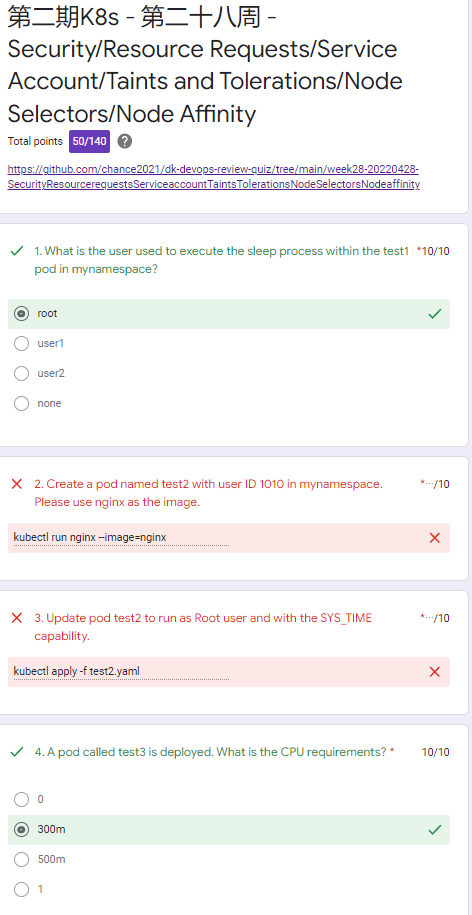 第二期K8s - 第二十八周 -
Security/Resource Requests/Service
Account/Taints and Tolerations/Node
Selectors/Node Affinity
Total points 50/140 ?
https://github.com/chance2021/dk-devops-review-quiz/tree/main/week28-20220428-
SecurityResourcerequestsServiceaccountTaintsTolerationsNodeSelectorsNodeaffinity
1. What is the user used to execute the sleep process within the test1 *10/10
pod in mynamespace?
root
user1
user2
none
2. Create a pod named test2 with user ID 1010 in mynamespace. *···/10
Please use nginx as the image.
kubectl run nginx --image=nginx
3. Update pod test2 to run as Root user and with the SYS_TIME *···/10
capability.
kubectl apply -f test2.yaml
4. A pod called test3 is deployed. What is the CPU requirements? * 10/10
0
300m
500m
1